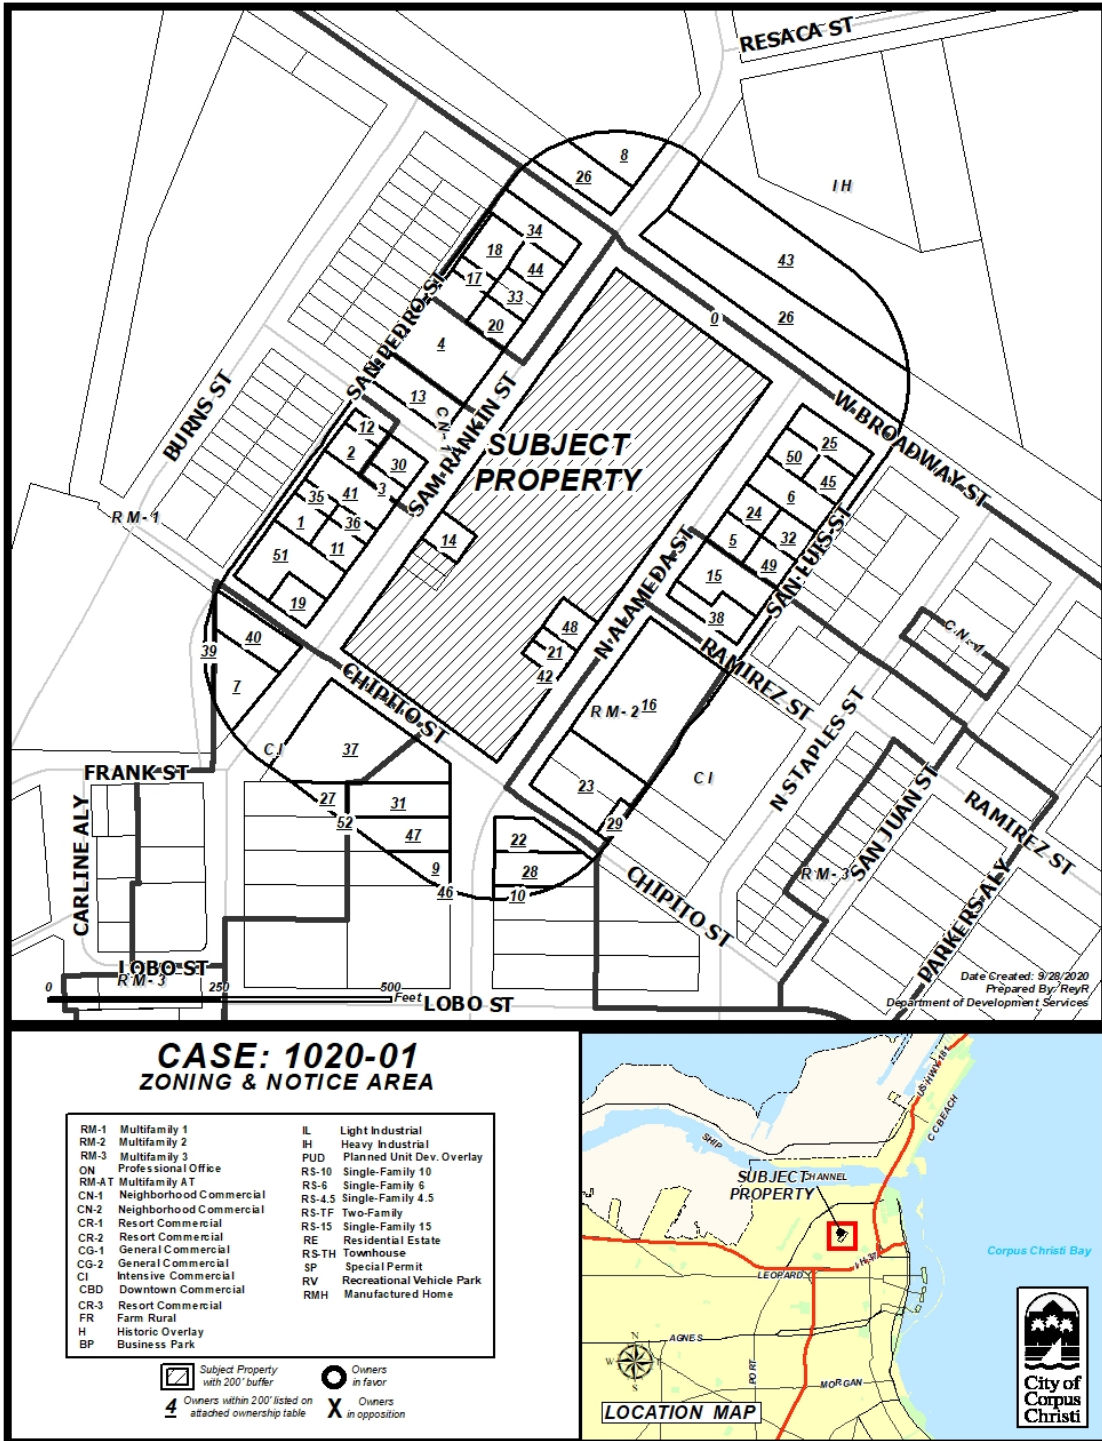 RESACA ST
IH
8
26
43
34
18
44
17
33
20
26
0
SAN PEDRO ST
4
W BROADWAY ST
BURNS ST
13
CN-1
SAM RANKIN ST
SUBJECT
PROPERTY
12
2
30
3
35
41
36
1
11
51
14
19
RM-1
25
50
45
6
24
32
5
49
15
38
SAN LUIS ST
N ALAMEDA ST
RAMIREZ ST
CN-1
48
21
42
40
39
7
CHIPITO ST
RM-2
16
CI
37
CI
N STAPLES ST
SAN JUAN ST
RAMIREZ ST
FRANK ST
27
31
52
23
29
22
47
9
28
46
10
CARLINE ALY
CHIPITO ST
RM-3
PARKERS ALY
LOBO ST
RM-3
0
250
500
Feet
LOBO ST
Date Created: 9/28/2020
Prepared By: ReyR
Department of Development Services
CASE: 1020-01
ZONING & NOTICE AREA
RM-1 Multifamily 1
RM-2 Multifamily 2
RM-3 Multifamily 3
ON Professional Office
RM-AT Multifamily AT
CN-1 Neighborhood Commercial
CN-2 Neighborhood Commercial
CR-1 Resort Commercial
CR-2 Resort Commercial
CG-1 General Commercial
CG-2 General Commercial
CI Intensive Commercial
CBD Downtown Commercial
CR-3 Resort Commercial
FR Farm Rural
H Historic Overlay
BP Business Park
IL Light Industrial
IH Heavy Industrial
PUD Planned Unit Dev. Overlay
RS-10 Single-Family 10
RS-6 Single-Family 6
RS-4.5 Single-Family 4.5
RS-TF Two-Family
RS-15 Single-Family 15
RE Residential Estate
RS-TH Townhouse
SP Special Permit
RV Recreational Vehicle Park
RMH Manufactured Home
Subject Property
with 200' buffer
Owners
in favor
4 Owners within 200' listed on
attached ownership table
X Owners
in opposition
US HWY 181
CC BEACH
SHIP
CHANNEL
SUBJECT
PROPERTY
IH 37
LEOPARD
Corpus Christi Bay
AGNES
PORT
MORGAN
N
W
E
S
LOCATION MAP
City of
Corpus
Christi